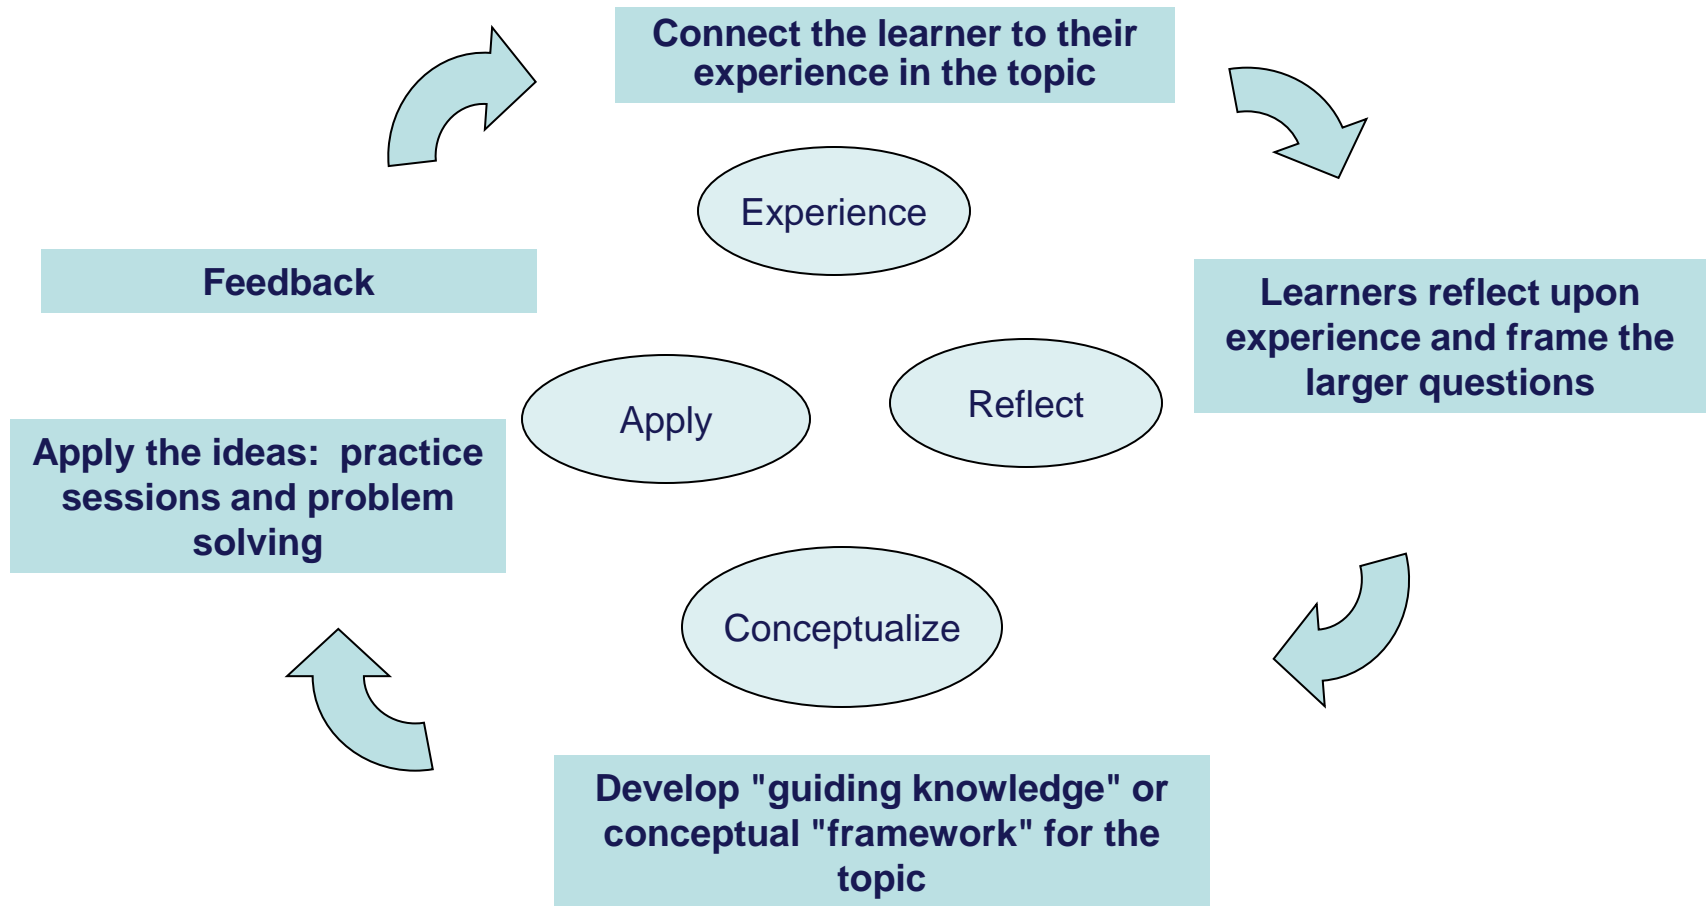 Connect the learner to their
experience in the topic
Experience
Feedback
Learners reflect upon
experience and frame the
larger questions
Reflect
Apply
Apply the ideas:  practice
sessions and problem
solving
Conceptualize
Develop "guiding knowledge" or
conceptual "framework" for the
topic